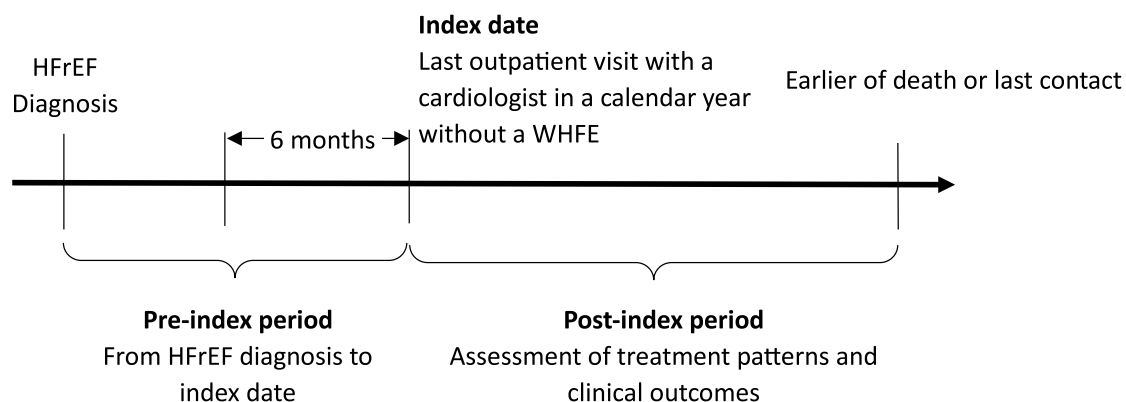 HFrEF
Diagnosis
6 months
Index date
Last outpatient visit with a
cardiologist in a calendar year
without a WHFE
Earlier of death or last contact
Pre-index period
From HFrEF diagnosis to
index date
Post-index period
Assessment of treatment patterns and
clinical outcomes